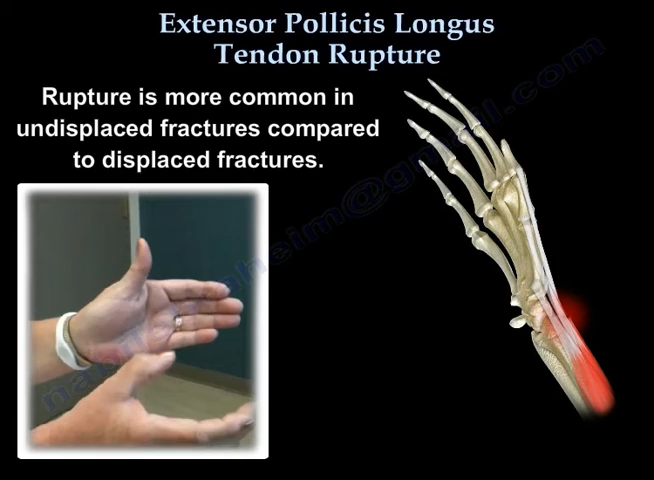 Extensor Pollicis Longus
Tendon Rupture
Rupture is more common in
undisplaced fractures compared
to displaced fractures.